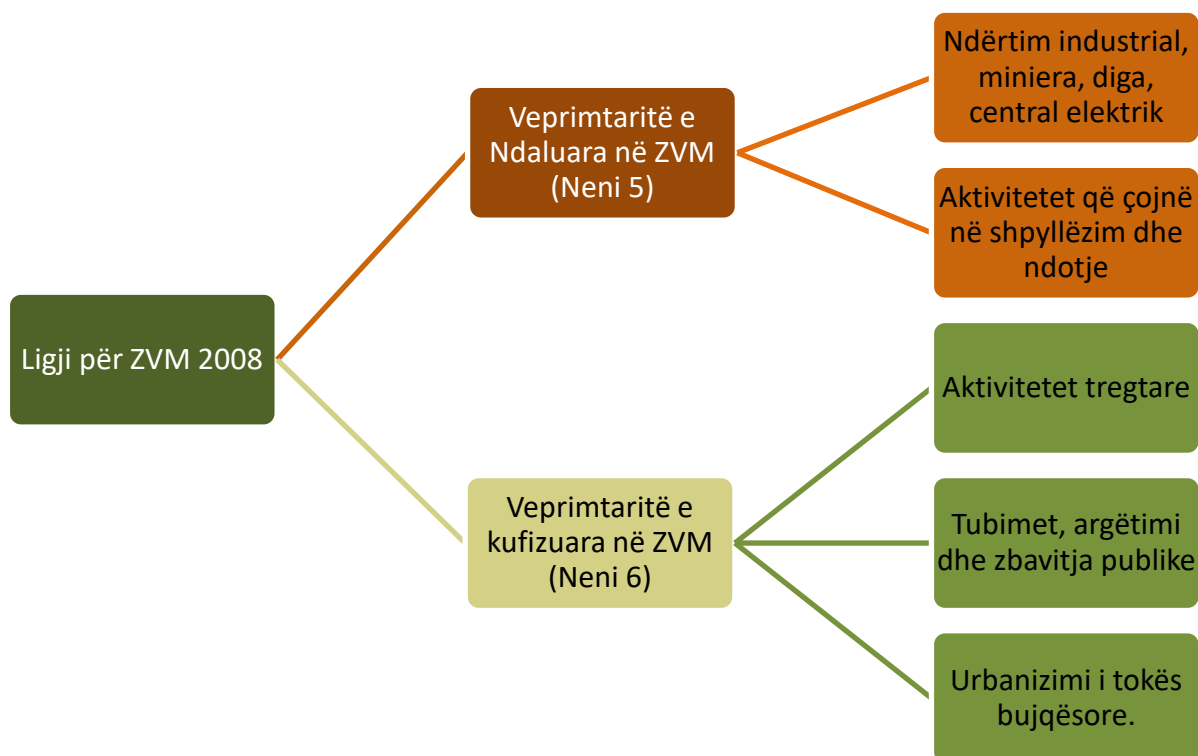 Ligji për ZVM 2008
Veprimtaritë e
Ndaluara në ZVM
(Neni 5)
Ndërtim industrial,
miniera, diga,
central elektrik
Aktivitetet që çojnë
në shpyllëzim dhe
ndotje
Veprimtaritë e
kufizuara në ZVM
(Neni 6)
Aktivitetet tregtare
Tubimet, argëtimi
dhe zbavitja publike
Urbanizimi i tokës
bujqësore.